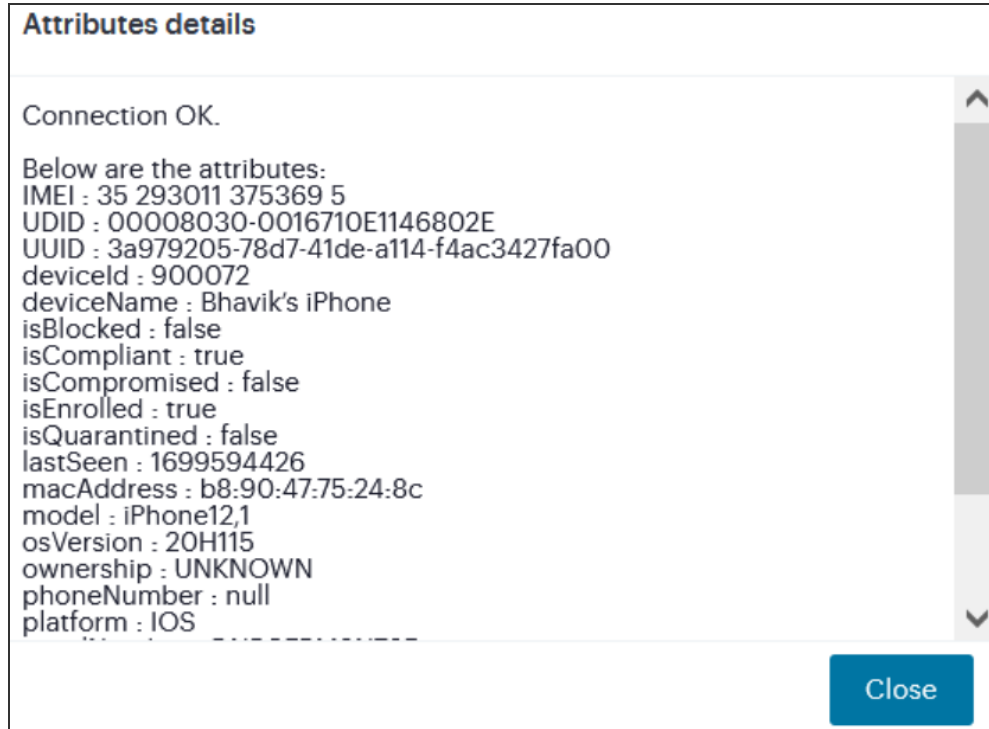 Attributes details
Connection OK.
Below are the attributes:
IMEI : 35 293011 375369 5
UDID : 00008030-0016710E1146802E
UUID : 3a979205-78d7-41de-a114-f4ac3427fa00
deviceId : 900072
deviceName : Bhavik’s iPhone
isBlocked : false
isCompliant : true
isCompromised : false
isEnrolled : true
isQuarantined : false
lastSeen : 1699594426
macAddress : b8:90:47:75:24:8c
model : iPhone12,1
osVersion : 20H115
ownership : UNKNOWN
phoneNumber : null
platform : IOS
Close